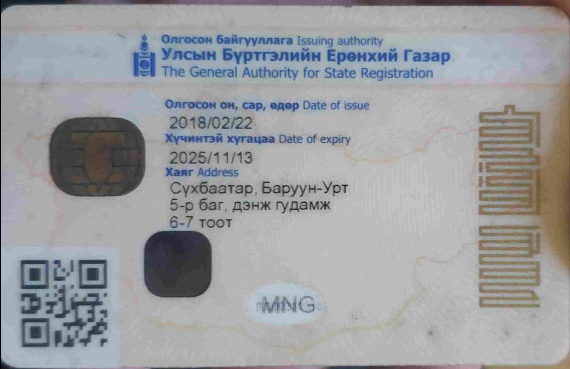 Олгосон байгууллага Issuing authority
Улсын Бүртгэлийн Ерөнхий Газар
The General Authority for State Registration
Олгосон он, сар, өдөр Date of issue
2018/02/22
Хүчинтэй хугацаа Date of expiry
2025/11/13
Хаяг Address
Сүхбаатар, Баруун-Урт
5-р баг, дэнж гудамж
6-7 тоот
MNG